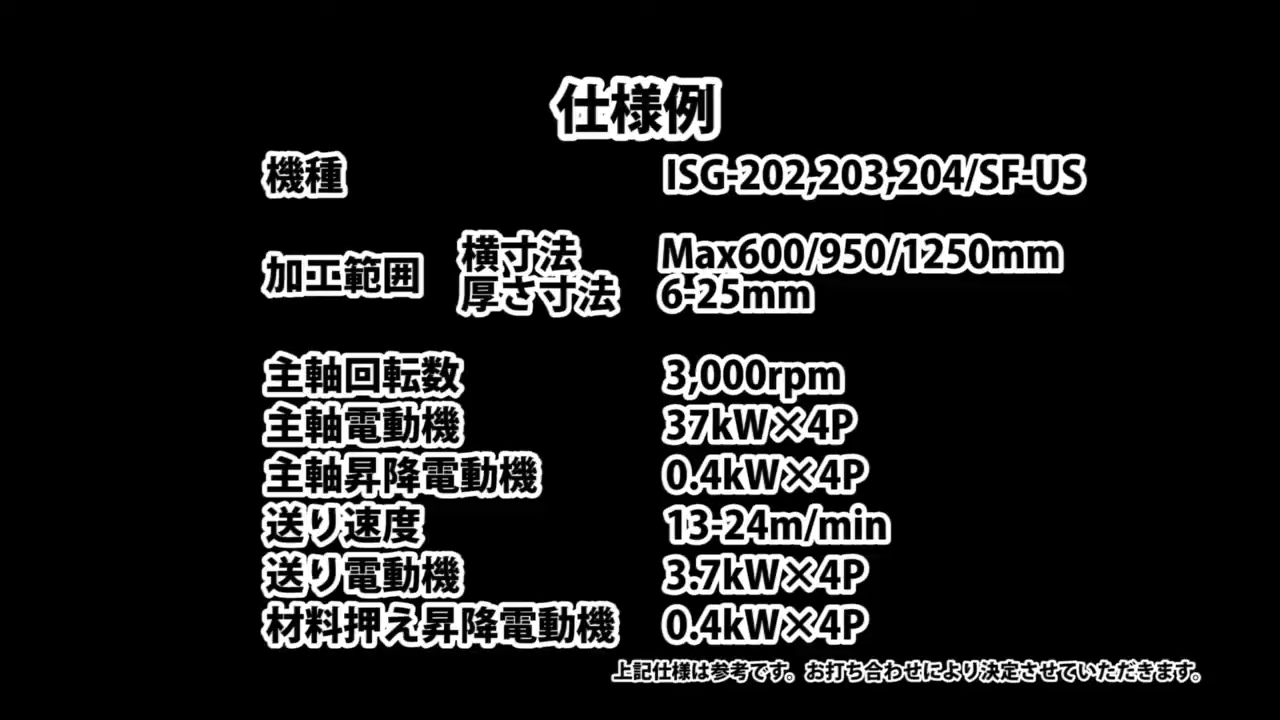 仕様例
機種 ISG-202,203,204/SF-US
加工範囲 横寸法 Max600/950/1250mm
厚さ寸法 6-25mm
主軸回転数 3,000rpm
主軸電動機 37kW×4P
主軸昇降電動機 0.4kW×4P
送り速度 13-24m/min
送り電動機 3.7kW×4P
材料押え昇降電動機 0.4kW×4P
上記仕様は参考です。お打ち合わせにより決定させていただきます。